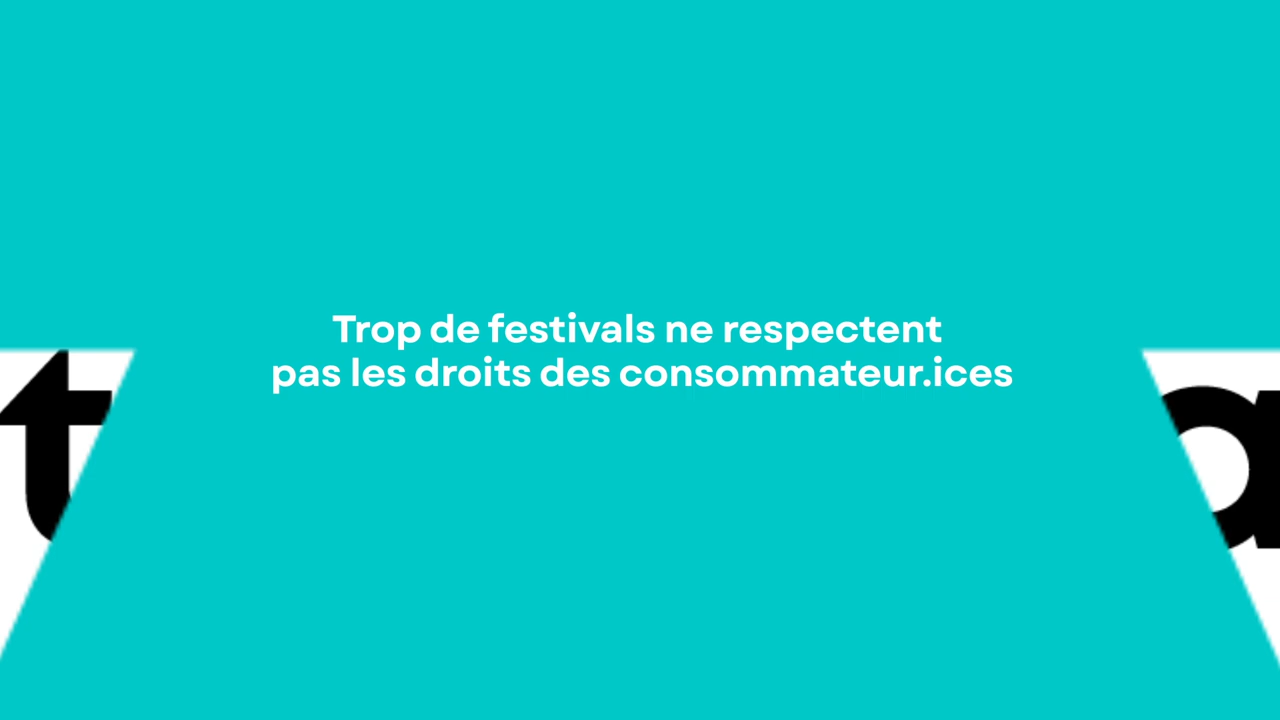 Trop de festivals ne respectent
pas les droits des consommateur.ices
t
a